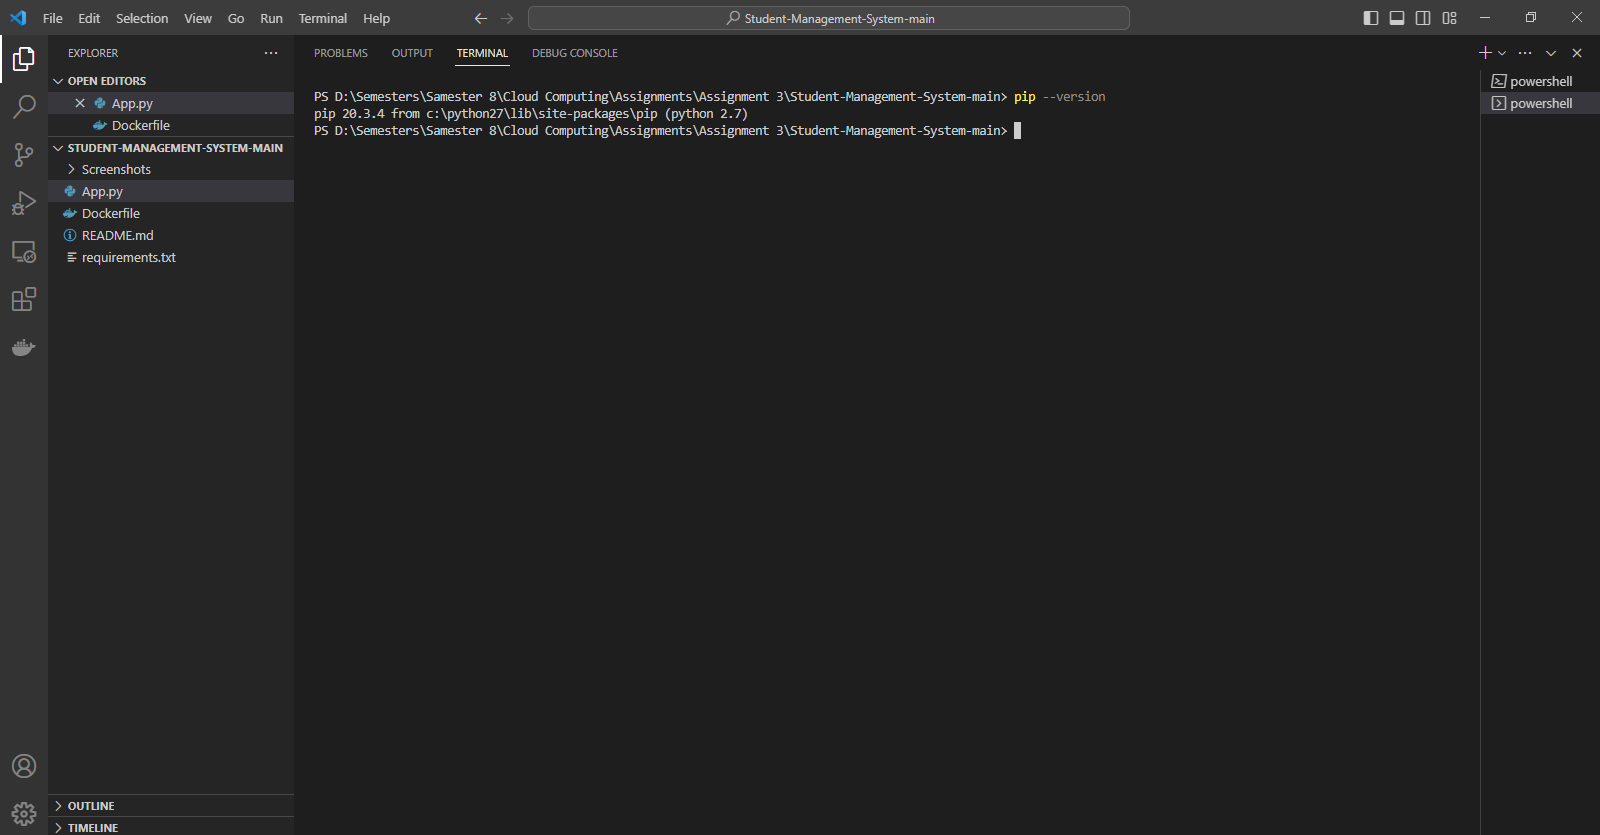 File Edit Selection View Go Run Terminal Help
Student-Management-System-main
EXPLORER
OPEN EDITORS
App.py
Dockerfile
STUDENT-MANAGEMENT-SYSTEM-MAIN
Screenshots
App.py
Dockerfile
README.md
requirements.txt
OUTLINE
TIMELINE
PROBLEMS OUTPUT TERMINAL DEBUG CONSOLE
PS D:\Semesters\Samester 8\Cloud Computing\Assignments\Assignment 3\Student-Management-System-main> pip --version
pip 20.3.4 from c:\python27\lib\site-packages\pip (python 2.7)
PS D:\Semesters\Samester 8\Cloud Computing\Assignments\Assignment 3\Student-Management-System-main>
powershell
powershell